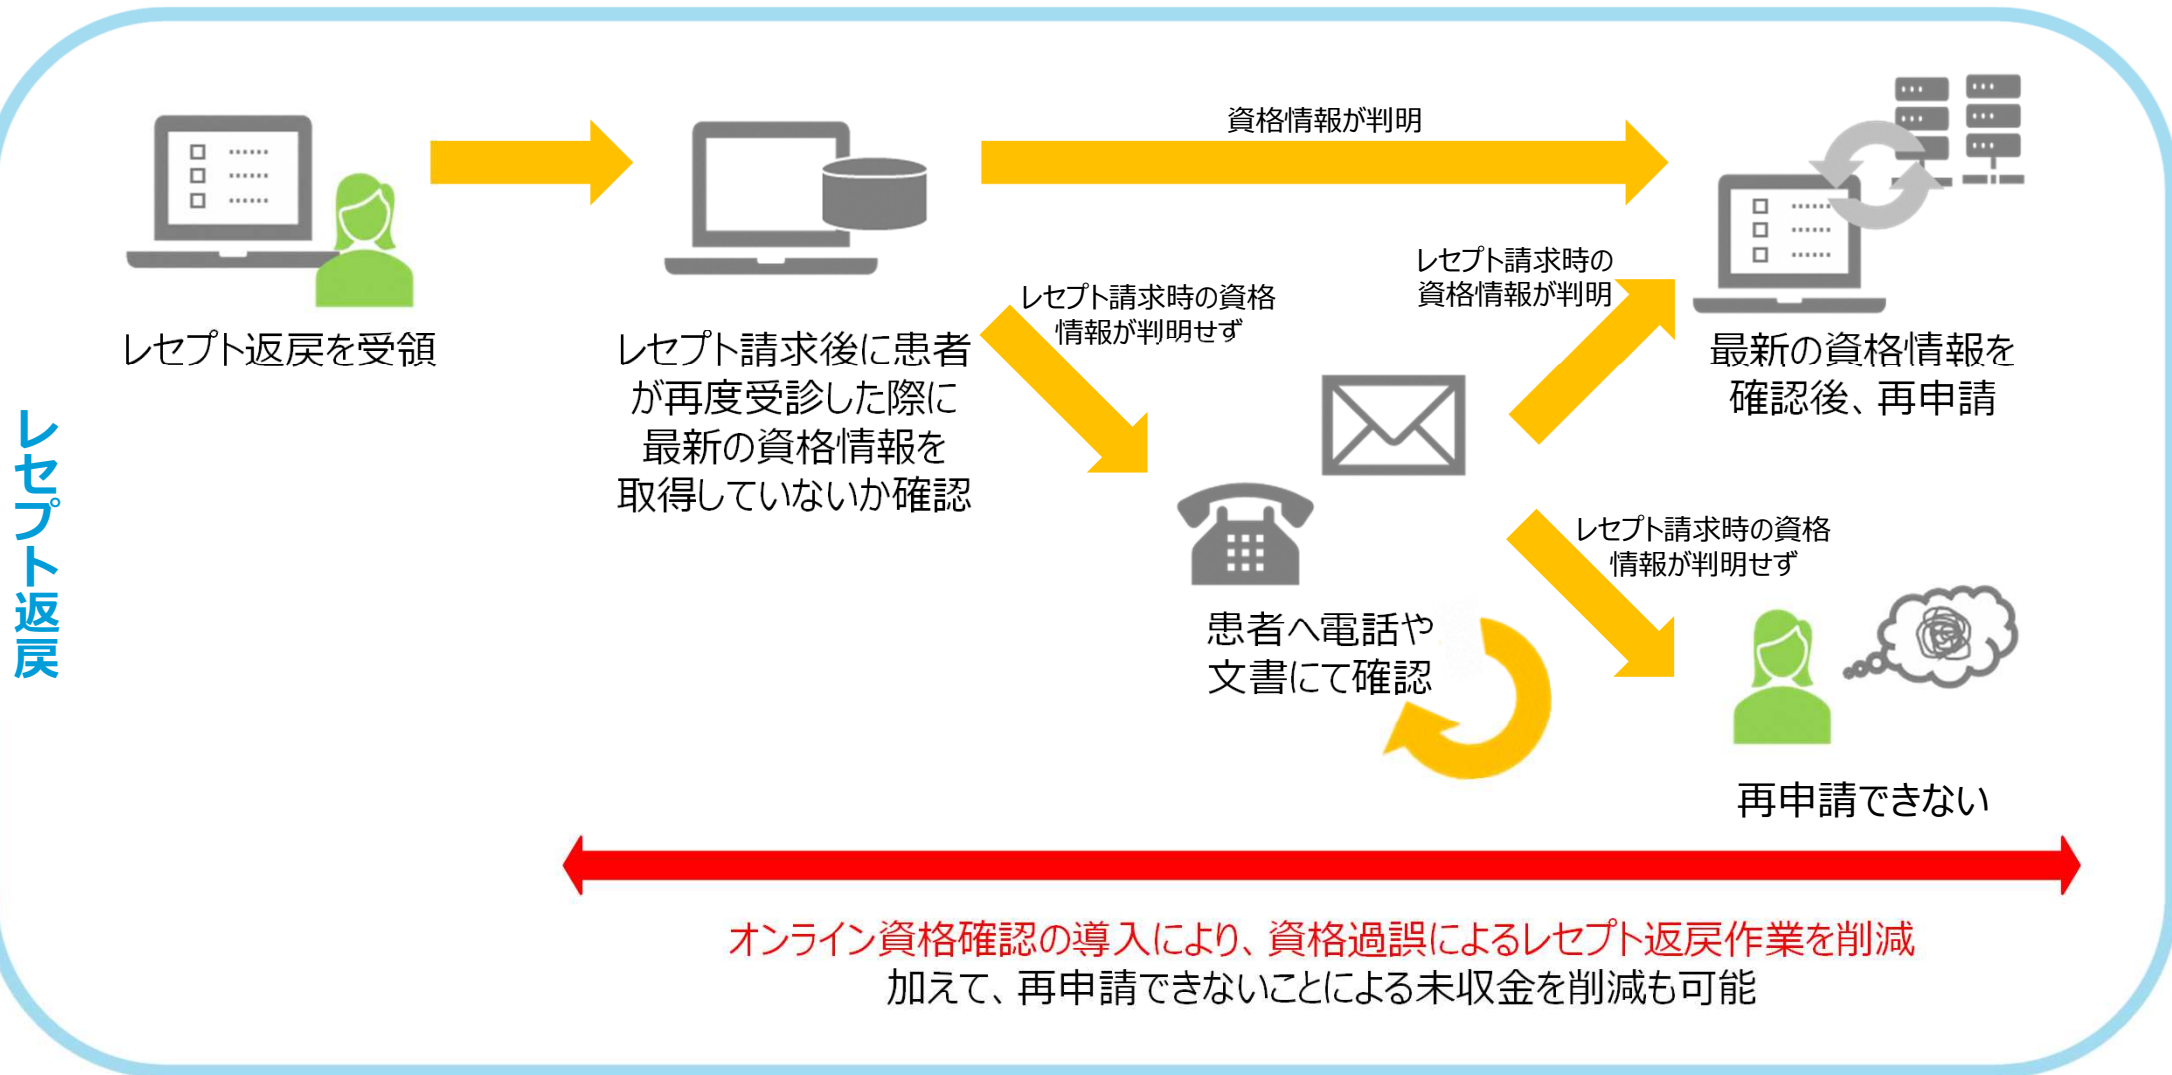 レセプト返戻
レセプト返戻を受領
レセプト請求後に患者
が再度受診した際に
最新の資格情報を
取得していないか確認
資格情報が判明
レセプト請求時の資格
情報が判明せず
患者へ電話や
文書にて確認
レセプト請求時の
資格情報が判明
最新の資格情報を
確認後、再申請
レセプト請求時の資格
情報が判明せず
再申請できない
オンライン資格確認の導入により、資格過誤によるレセプト返戻作業を削減
加えて、再申請できないことによる未収金を削減も可能